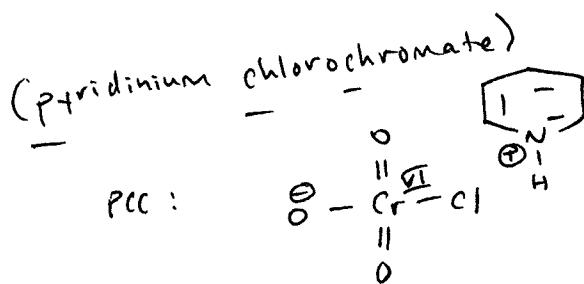 (pyridinium chlorochromate)
PCC : ⊖O - Cr VI - Cl
O
O
N ⊕
H